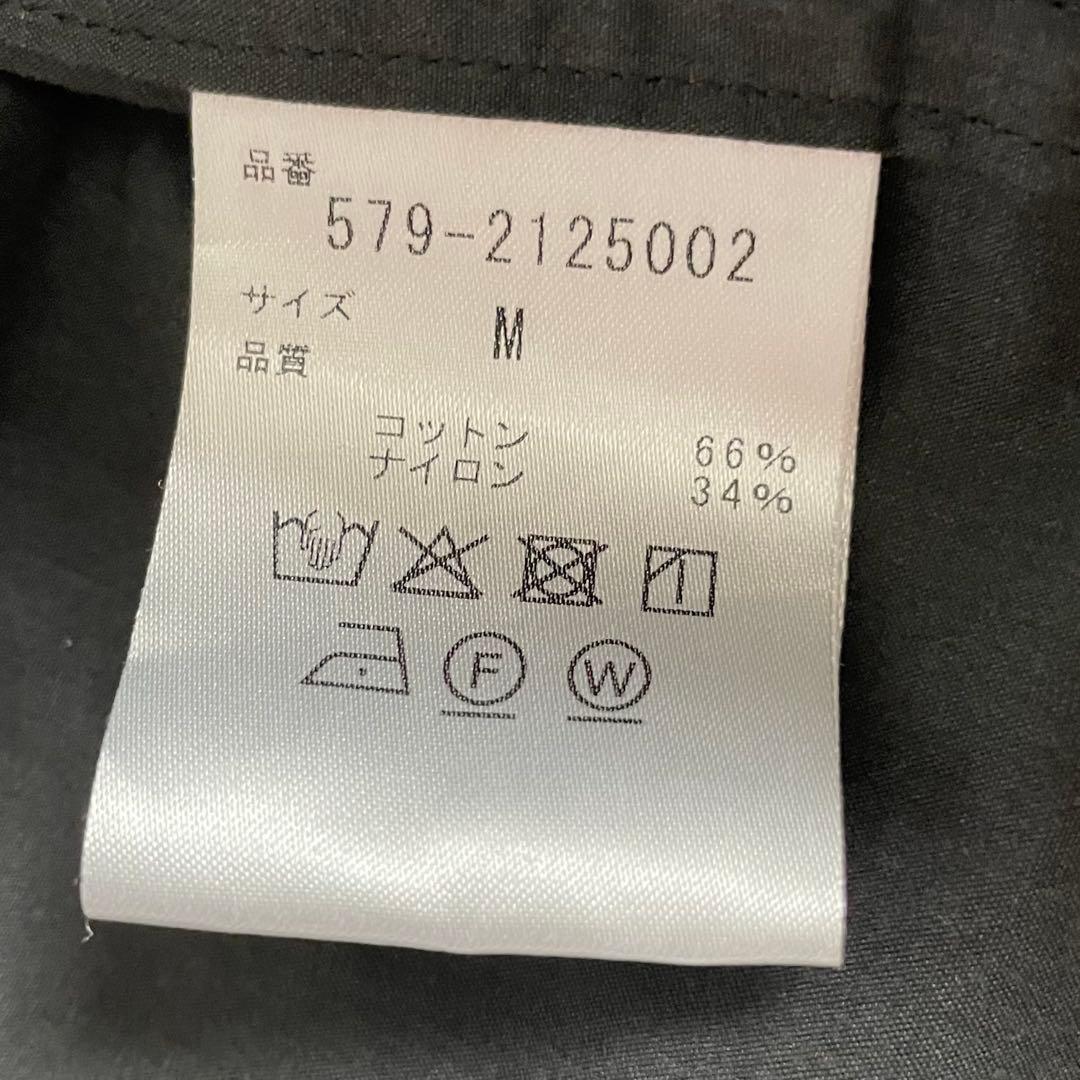 品番
579-2125002
サイズ
M
品質
コットン 66%
ナイロン 34%
F W